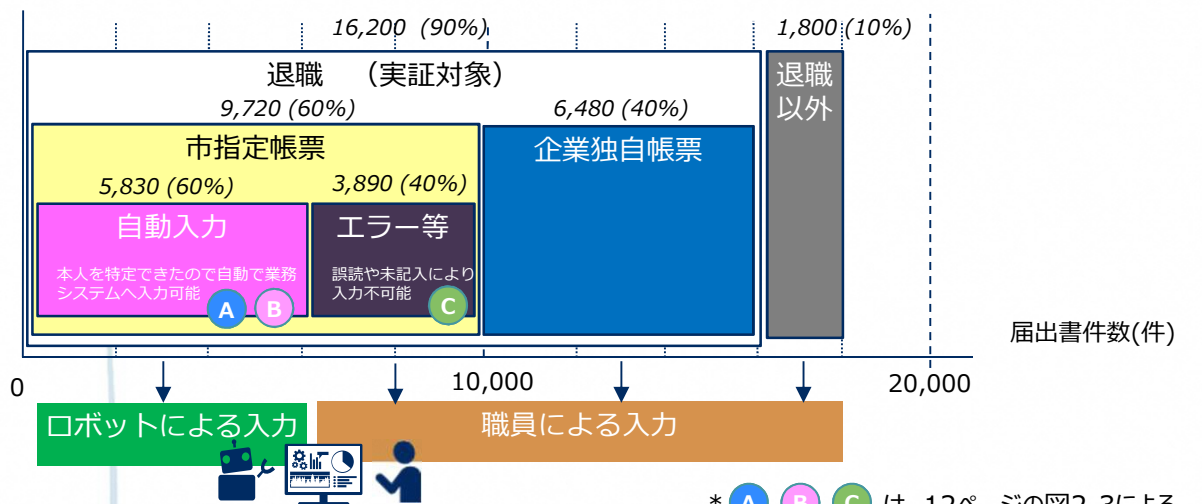 16,200 (90%)
1,800 (10%)
退職 （実証対象）
退職
以外
9,720 (60%)
6,480 (40%)
市指定帳票
企業独自帳票
5,830 (60%)
3,890 (40%)
自動入力
エラー等
本人を特定できたので自動で業務
システムへ入力可能
誤読や未記入により
入力不可能
A
B
C
届出書件数(件)
0
10,000
20,000
ロボットによる入力
職員による入力
* A B C は、12ページの図2-3による